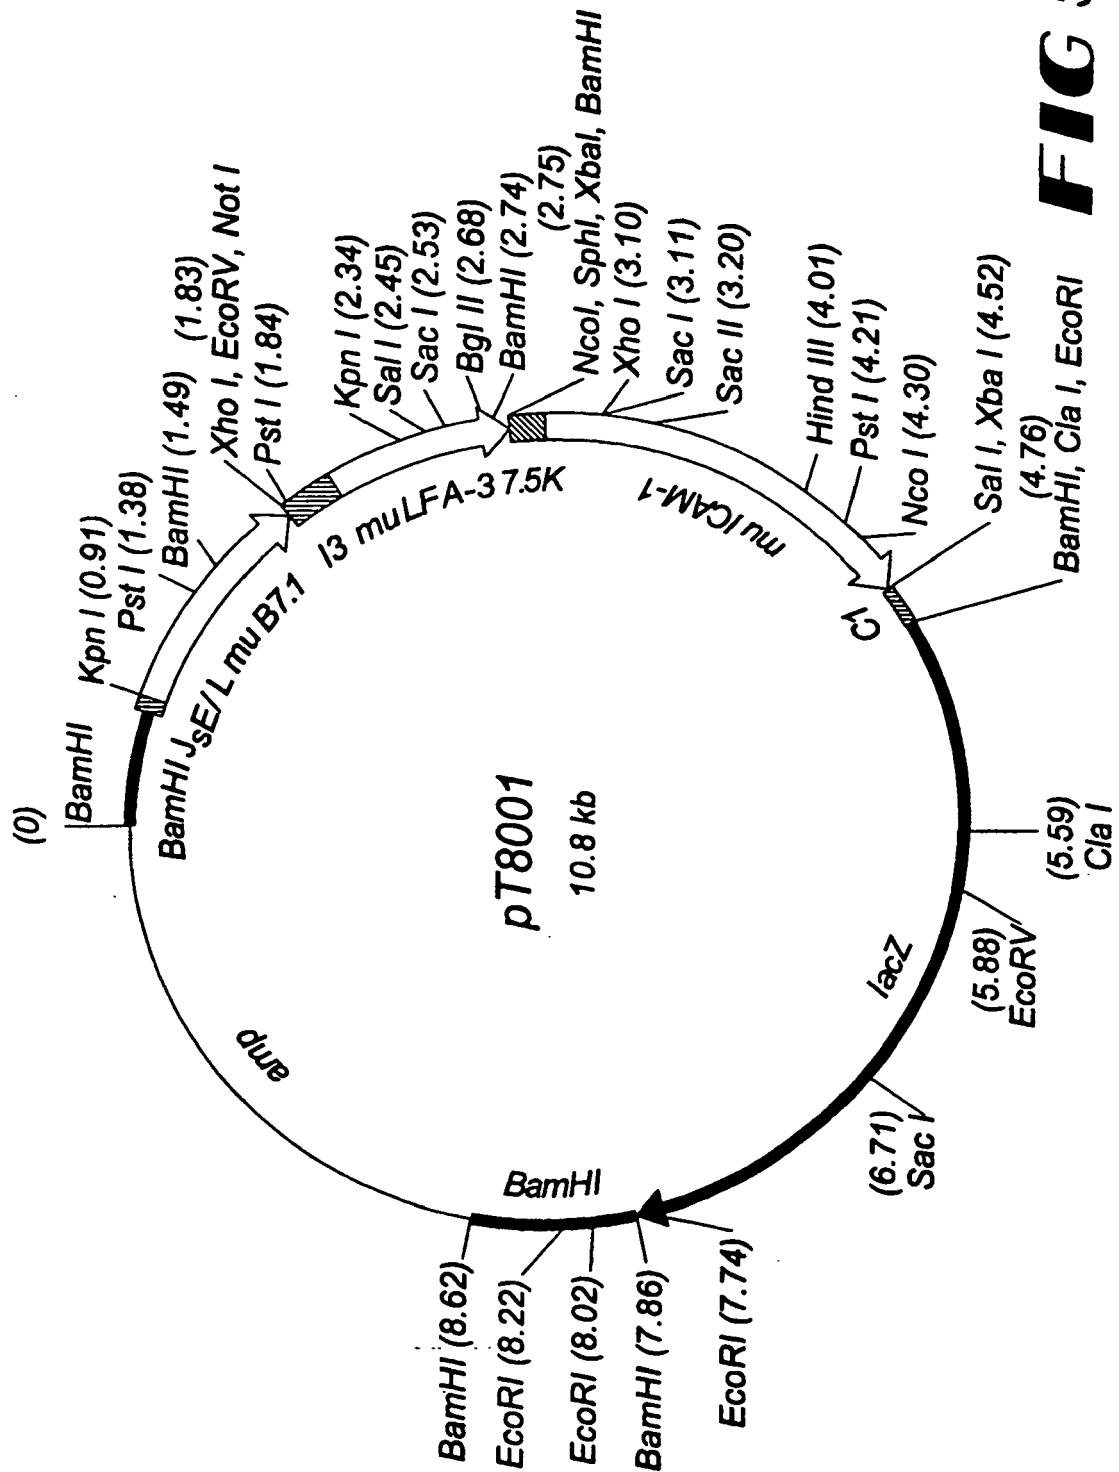 (0)
BamHI
Kpn I (0.91)
Pst I (1.38)
BamHI (1.49)
(1.83)
Xho I, EcoRV, Not I
Pst I (1.84)
Kpn I (2.34)
Sal I (2.45)
Sac I (2.53)
Bgl II (2.68)
BamHI (2.74)
(2.75)
NcoI, SphI, XbaI, BamHI
Xho I (3.10)
Sac I (3.11)
Sac II (3.20)
Hind III (4.01)
Pst I (4.21)
Nco I (4.30)
Sal I, Xba I (4.52)
(4.76)
BamHI, Cla I, EcoRI
(5.59)
Cla I
(5.88)
EcoRV
(6.71)
Sac I
EcoRI (7.74)
BamHI (7.86)
EcoRI (8.02)
EcoRI (8.22)
BamHI (8.62)
BamHI J
sE/L mu B7.1
I3 mu LFA-3 7.5K
mu ICAM-1
C1
lacZ
BamHI
amp
pT8001
10.8 kb
FIG